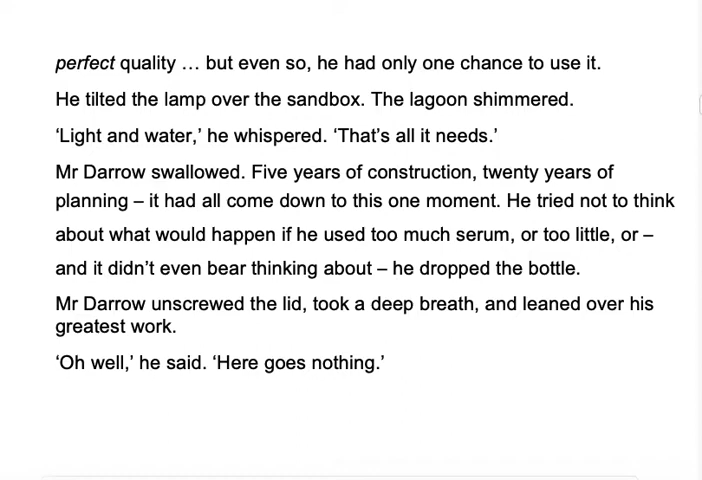 perfect quality … but even so, he had only one chance to use it.
He tilted the lamp over the sandbox. The lagoon shimmered.
‘Light and water,’ he whispered. ‘That’s all it needs.’
Mr Darrow swallowed. Five years of construction, twenty years of
planning – it had all come down to this one moment. He tried not to think
about what would happen if he used too much serum, or too little, or –
and it didn’t even bear thinking about – he dropped the bottle.
Mr Darrow unscrewed the lid, took a deep breath, and leaned over his
greatest work.
‘Oh well,’ he said. ‘Here goes nothing.’